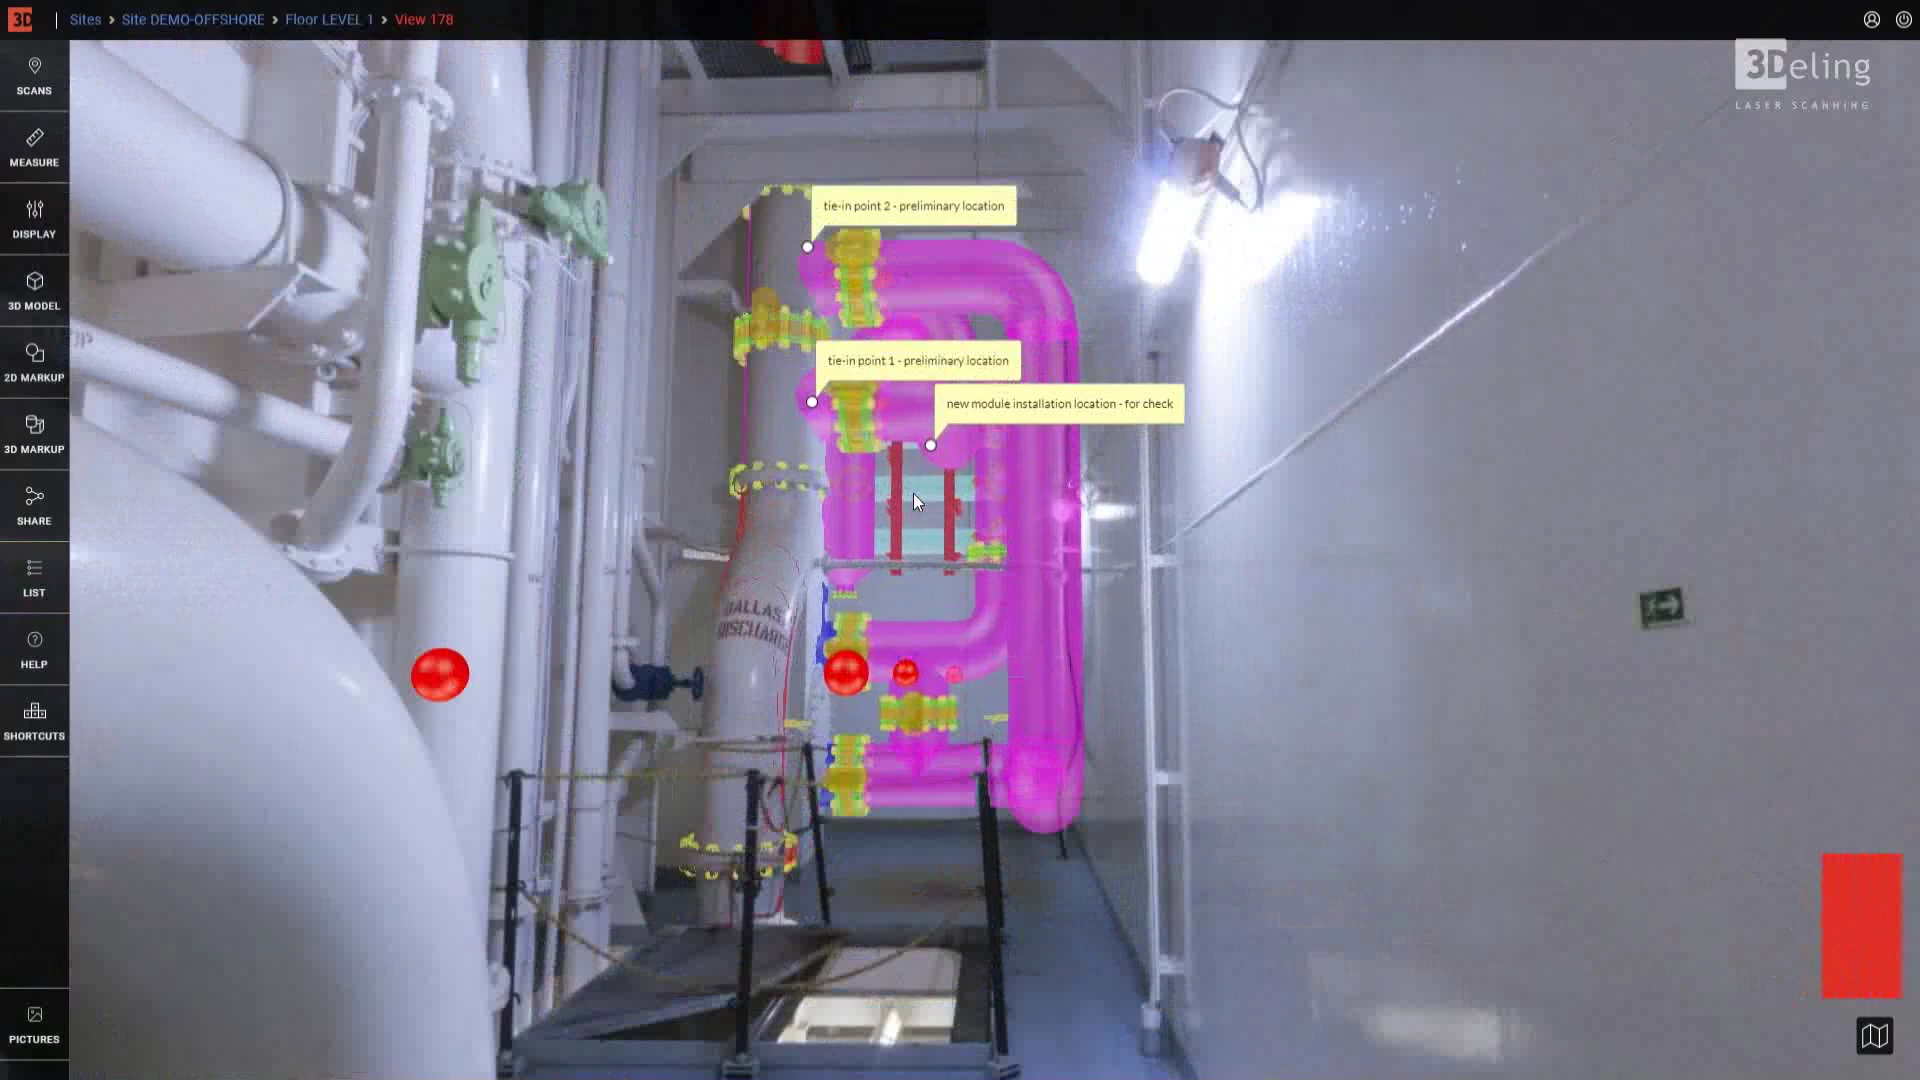 3D | Sites > Site DEMO-OFFSHORE > Floor LEVEL 1 > View 178
3Deling
LASER SCANNING
SCANS
MEASURE
DISPLAY
3D MODEL
2D MARKUP
3D MARKUP
SHARE
LIST
HELP
SHORTCUTS
PICTURES
tie-in point 2 - preliminary location
tie-in point 1 - preliminary location
new module installation location - for check
BALLAST
DISCHARGE